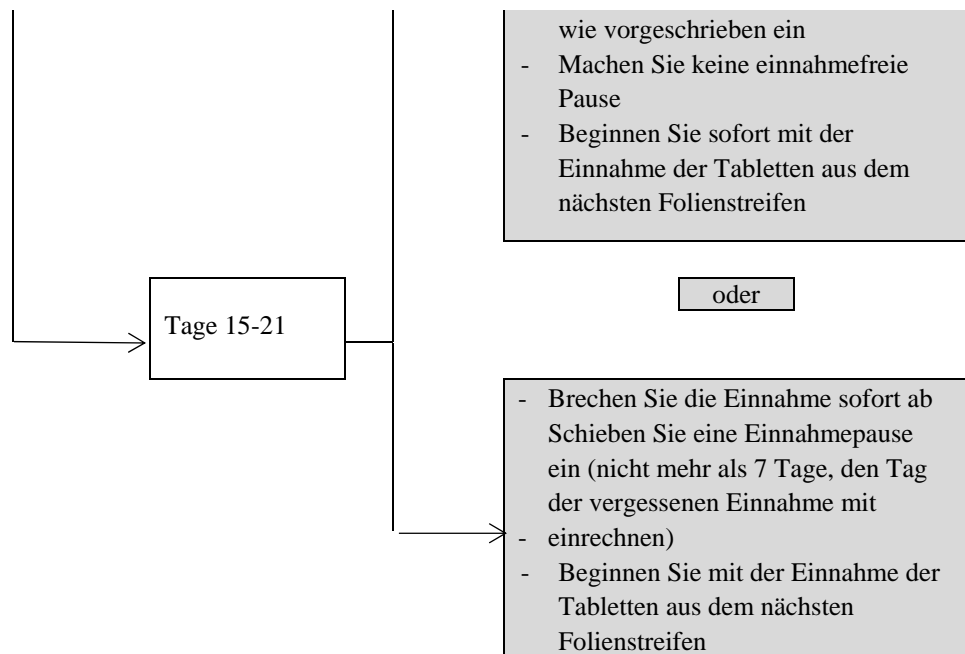 wie vorgeschrieben ein
- Machen Sie keine einnahmefreie
Pause
- Beginnen Sie sofort mit der
Einnahme der Tabletten aus dem
nächsten Folienstreifen
oder
Tage 15-21
- Brechen Sie die Einnahme sofort ab
Schieben Sie eine Einnahmepause
ein (nicht mehr als 7 Tage, den Tag
der vergessenen Einnahme mit
- einrechnen)
- Beginnen Sie mit der Einnahme der
Tabletten aus dem nächsten
Folienstreifen